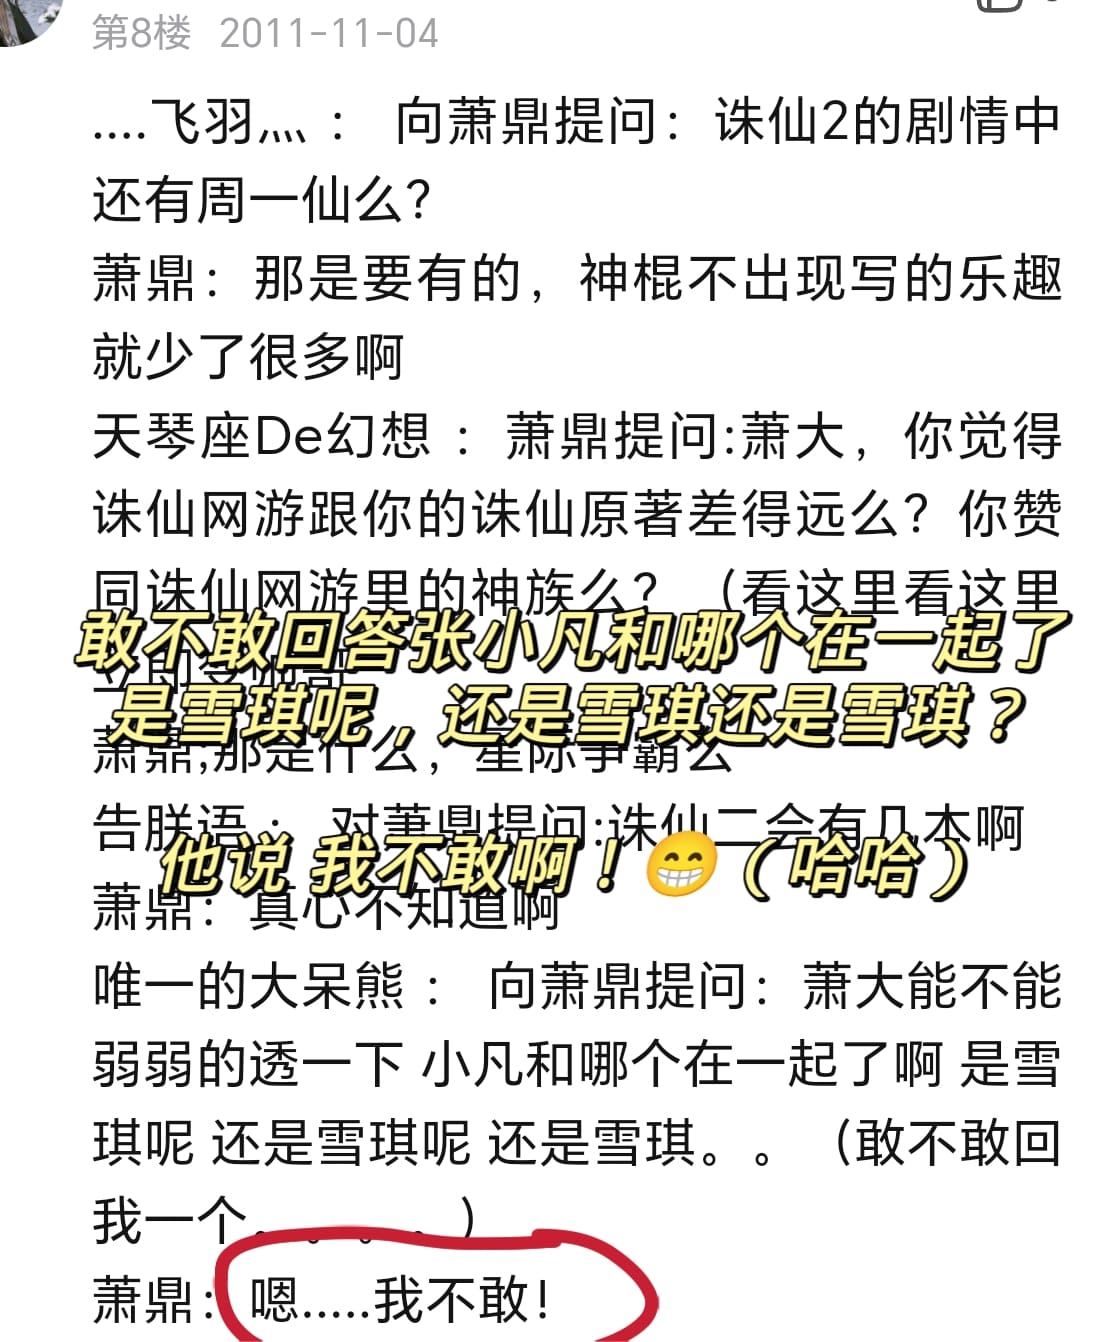 第8楼 2011-11-04
....飞羽灬： 向萧鼎提问：诛仙2的剧情中
还有周一仙么？
萧鼎：那是要有的，神棍不出现写的乐趣
就少了很多啊
天琴座De幻想 ：萧鼎提问:萧大，你觉得
诛仙网游跟你的诛仙原著差得远么？你赞
同诛仙网游里的神族么？（看这里看这里
敢不敢回答张小凡和哪个在一起了
是雪琪呢，还是雪琪还是雪琪？
萧鼎;那是什么，星际争霸么
告朕语： 对萧鼎提问:诛仙二会有几本啊
他说 我不敢啊！😁（哈哈）
萧鼎：真心不知道啊
唯一的大呆熊： 向萧鼎提问：萧大能不能
弱弱的透一下 小凡和哪个在一起了啊 是雪
琪呢 还是雪琪呢 还是雪琪。。（敢不敢回
我一个。。。。）
萧鼎：嗯.....我不敢！